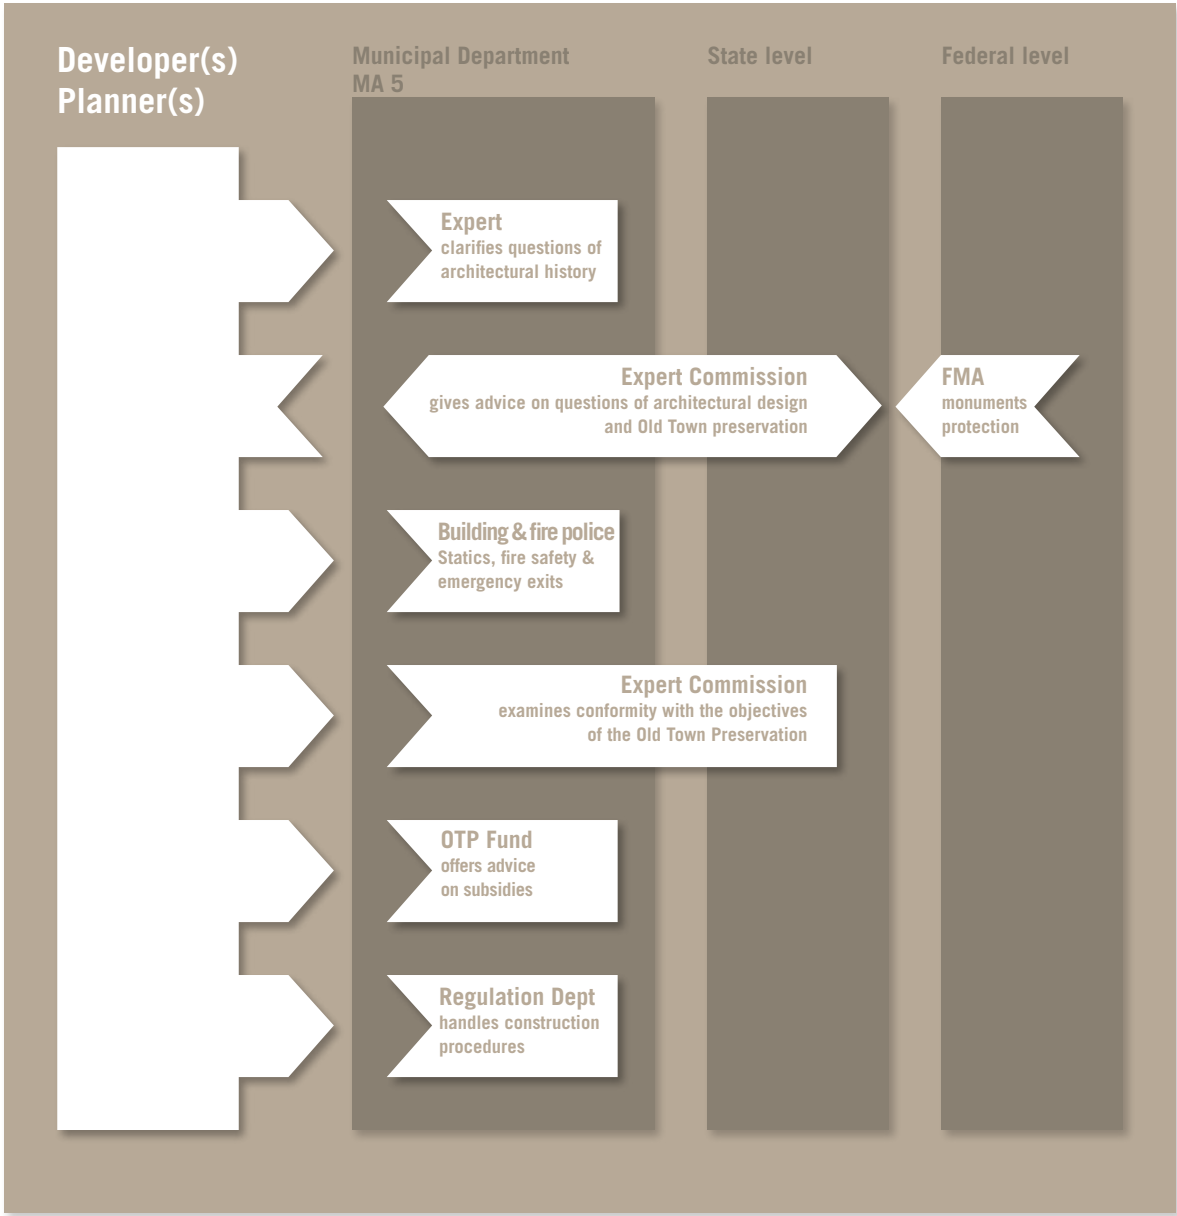 Developer(s)
Planner(s)
Municipal Department
MA 5
State level
Federal level
Expert
clarifies questions of
architectural history
Expert Commission
gives advice on questions of architectural design
and Old Town preservation
FMA
monuments
protection
Building & fire police
Statics, fire safety &
emergency exits
Expert Commission
examines conformity with the objectives
of the Old Town Preservation
OTP Fund
offers advice
on subsidies
Regulation Dept
handles construction
procedures